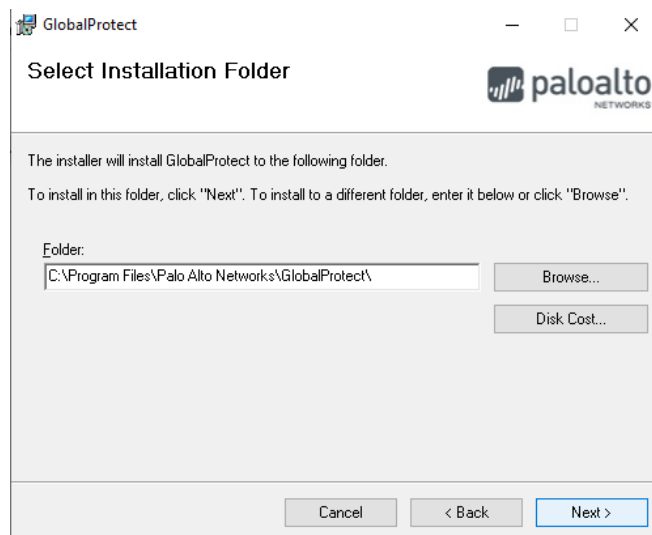 GlobalProtect
Select Installation Folder
paloalto
NETWORKS
The installer will install GlobalProtect to the following folder.
To install in this folder, click "Next". To install to a different folder, enter it below or click "Browse".
Folder:
C:\Program Files\Palo Alto Networks\GlobalProtect\
Browse...
Disk Cost...
Cancel
< Back
Next >